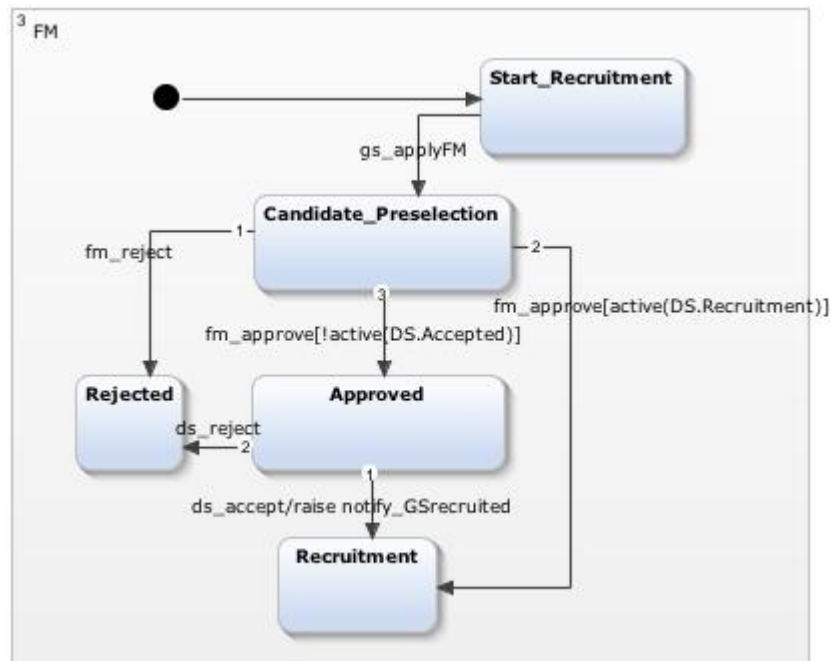 3 FM
Start_Recruitment
gs_applyFM
Candidate_Preselection
1
2
fm_reject
3
fm_approve[active(DS.Recruitment)]
fm_approve[!active(DS.Accepted)]
Rejected
Approved
ds_reject
2
1
ds_accept/raise notify_GSrecruited
Recruitment